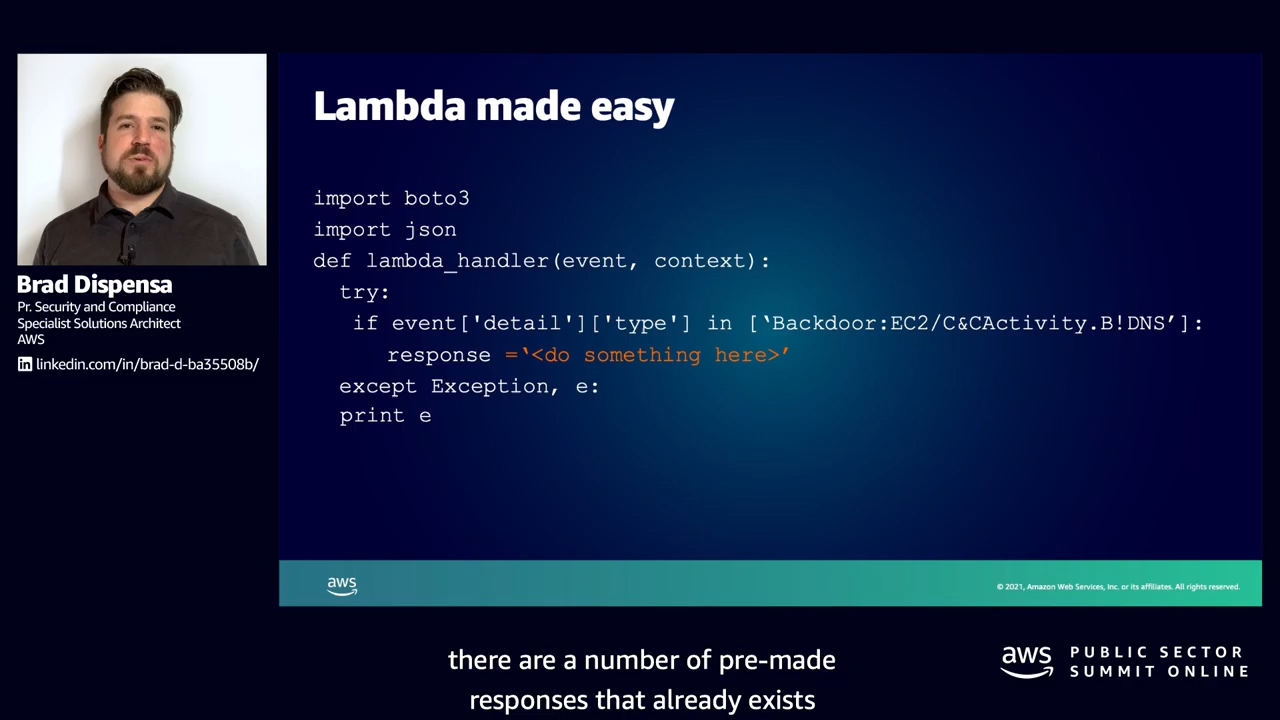 Lambda made easy
import boto3
import json
def lambda_handler(event, context):
try:
if event['detail']['type'] in [‘Backdoor:EC2/C&CActivity.B!DNS’]:
response =‘<do something here>’
except Exception, e:
print e
Brad Dispensa
Pr. Security and Compliance
Specialist Solutions Architect
AWS
in linkedin.com/in/brad-d-ba35508b/
aws
© 2021, Amazon Web Services, Inc. or its affiliates. All rights reserved.
there are a number of pre-made
responses that already exists
aws
PUBLIC SECTOR
SUMMIT ONLINE